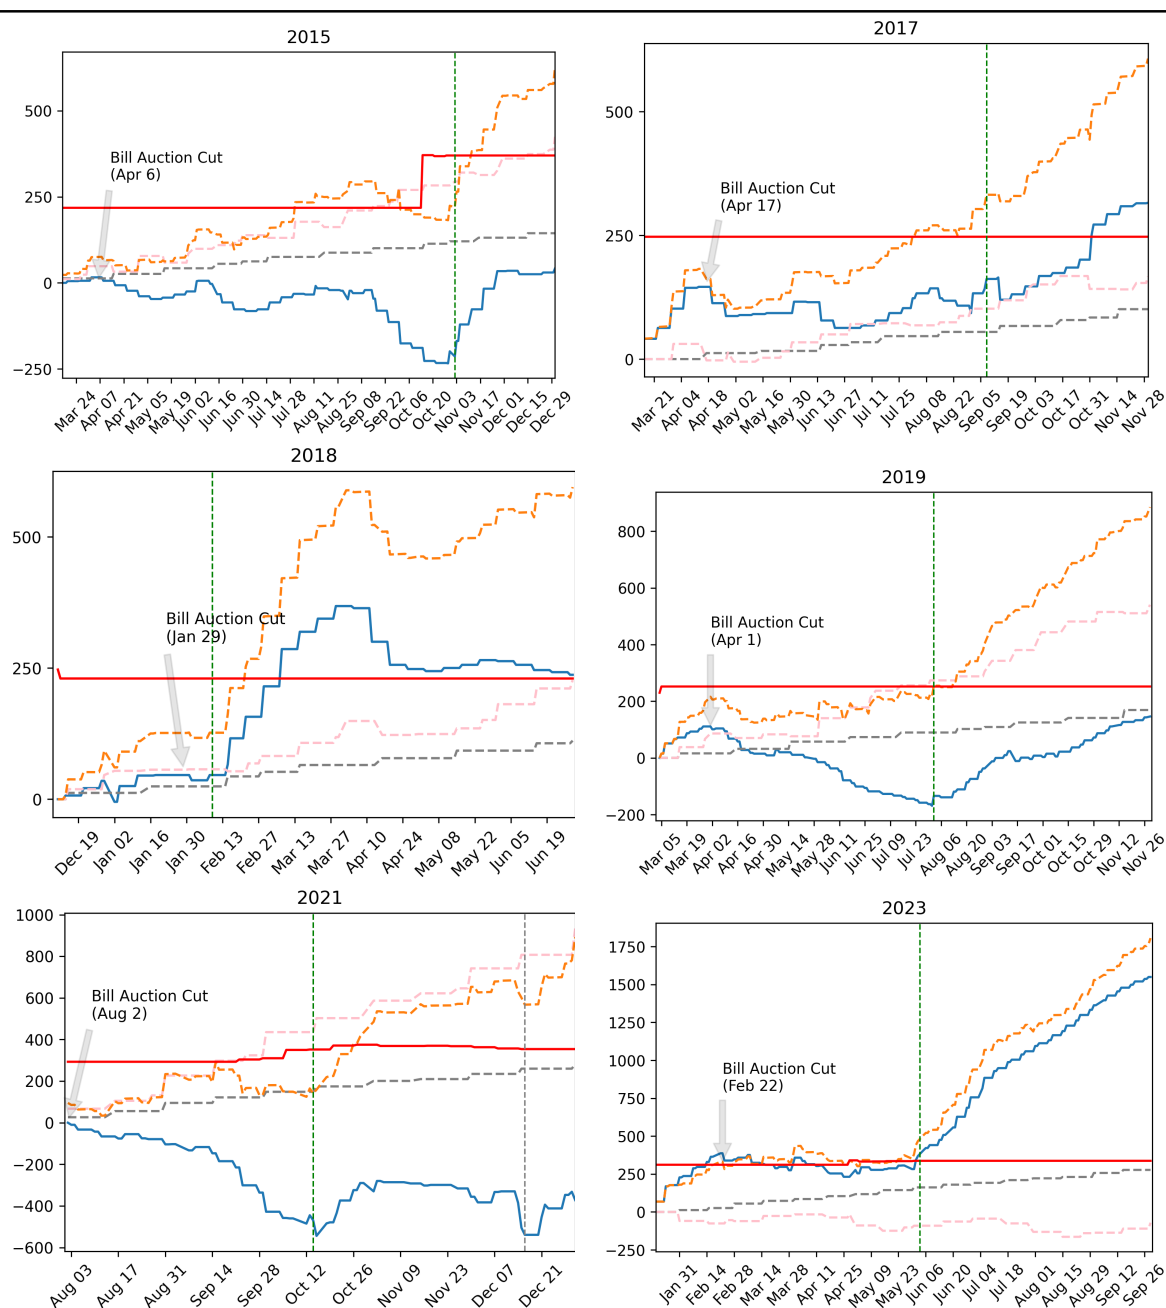 2015
500
250
0
−250
Bill Auction Cut
(Apr 6)
Mar 24
Apr 07
Apr 21
May 05
May 19
Jun 02
Jun 16
Jun 30
Jul 14
Jul 28
Aug 11
Aug 25
Sep 08
Sep 22
Oct 06
Oct 20
Nov 03
Nov 17
Dec 01
Dec 15
Dec 29
2017
500
250
0
Bill Auction Cut
(Apr 17)
Mar 21
Apr 04
Apr 18
May 02
May 16
May 30
Jun 13
Jun 27
Jul 11
Jul 25
Aug 08
Aug 22
Sep 05
Sep 19
Oct 03
Oct 17
Oct 31
Nov 14
Nov 28
2018
500
250
0
Bill Auction Cut
(Jan 29)
Dec 19
Jan 02
Jan 16
Jan 30
Feb 13
Feb 27
Mar 13
Mar 27
Apr 10
Apr 24
May 08
May 22
Jun 05
Jun 19
2019
800
600
400
200
0
−200
Bill Auction Cut
(Apr 1)
Mar 05
Mar 19
Apr 02
Apr 16
Apr 30
May 14
May 28
Jun 11
Jun 25
Jul 09
Jul 23
Aug 06
Aug 20
Sep 03
Sep 17
Oct 01
Oct 15
Oct 29
Nov 12
Nov 26
2021
1000
800
600
400
200
0
−200
−400
−600
Bill Auction Cut
(Aug 2)
Aug 03
Aug 17
Aug 31
Sep 14
Sep 28
Oct 12
Oct 26
Nov 09
Nov 23
Dec 07
Dec 21
2023
1750
1500
1250
1000
750
500
250
0
−250
Bill Auction Cut
(Feb 22)
Jan 31
Feb 14
Feb 28
Mar 14
Mar 28
Apr 11
Apr 25
May 09
May 23
Jun 06
Jun 20
Jul 04
Jul 18
Aug 01
Aug 15
Aug 29
Sep 12
Sep 26